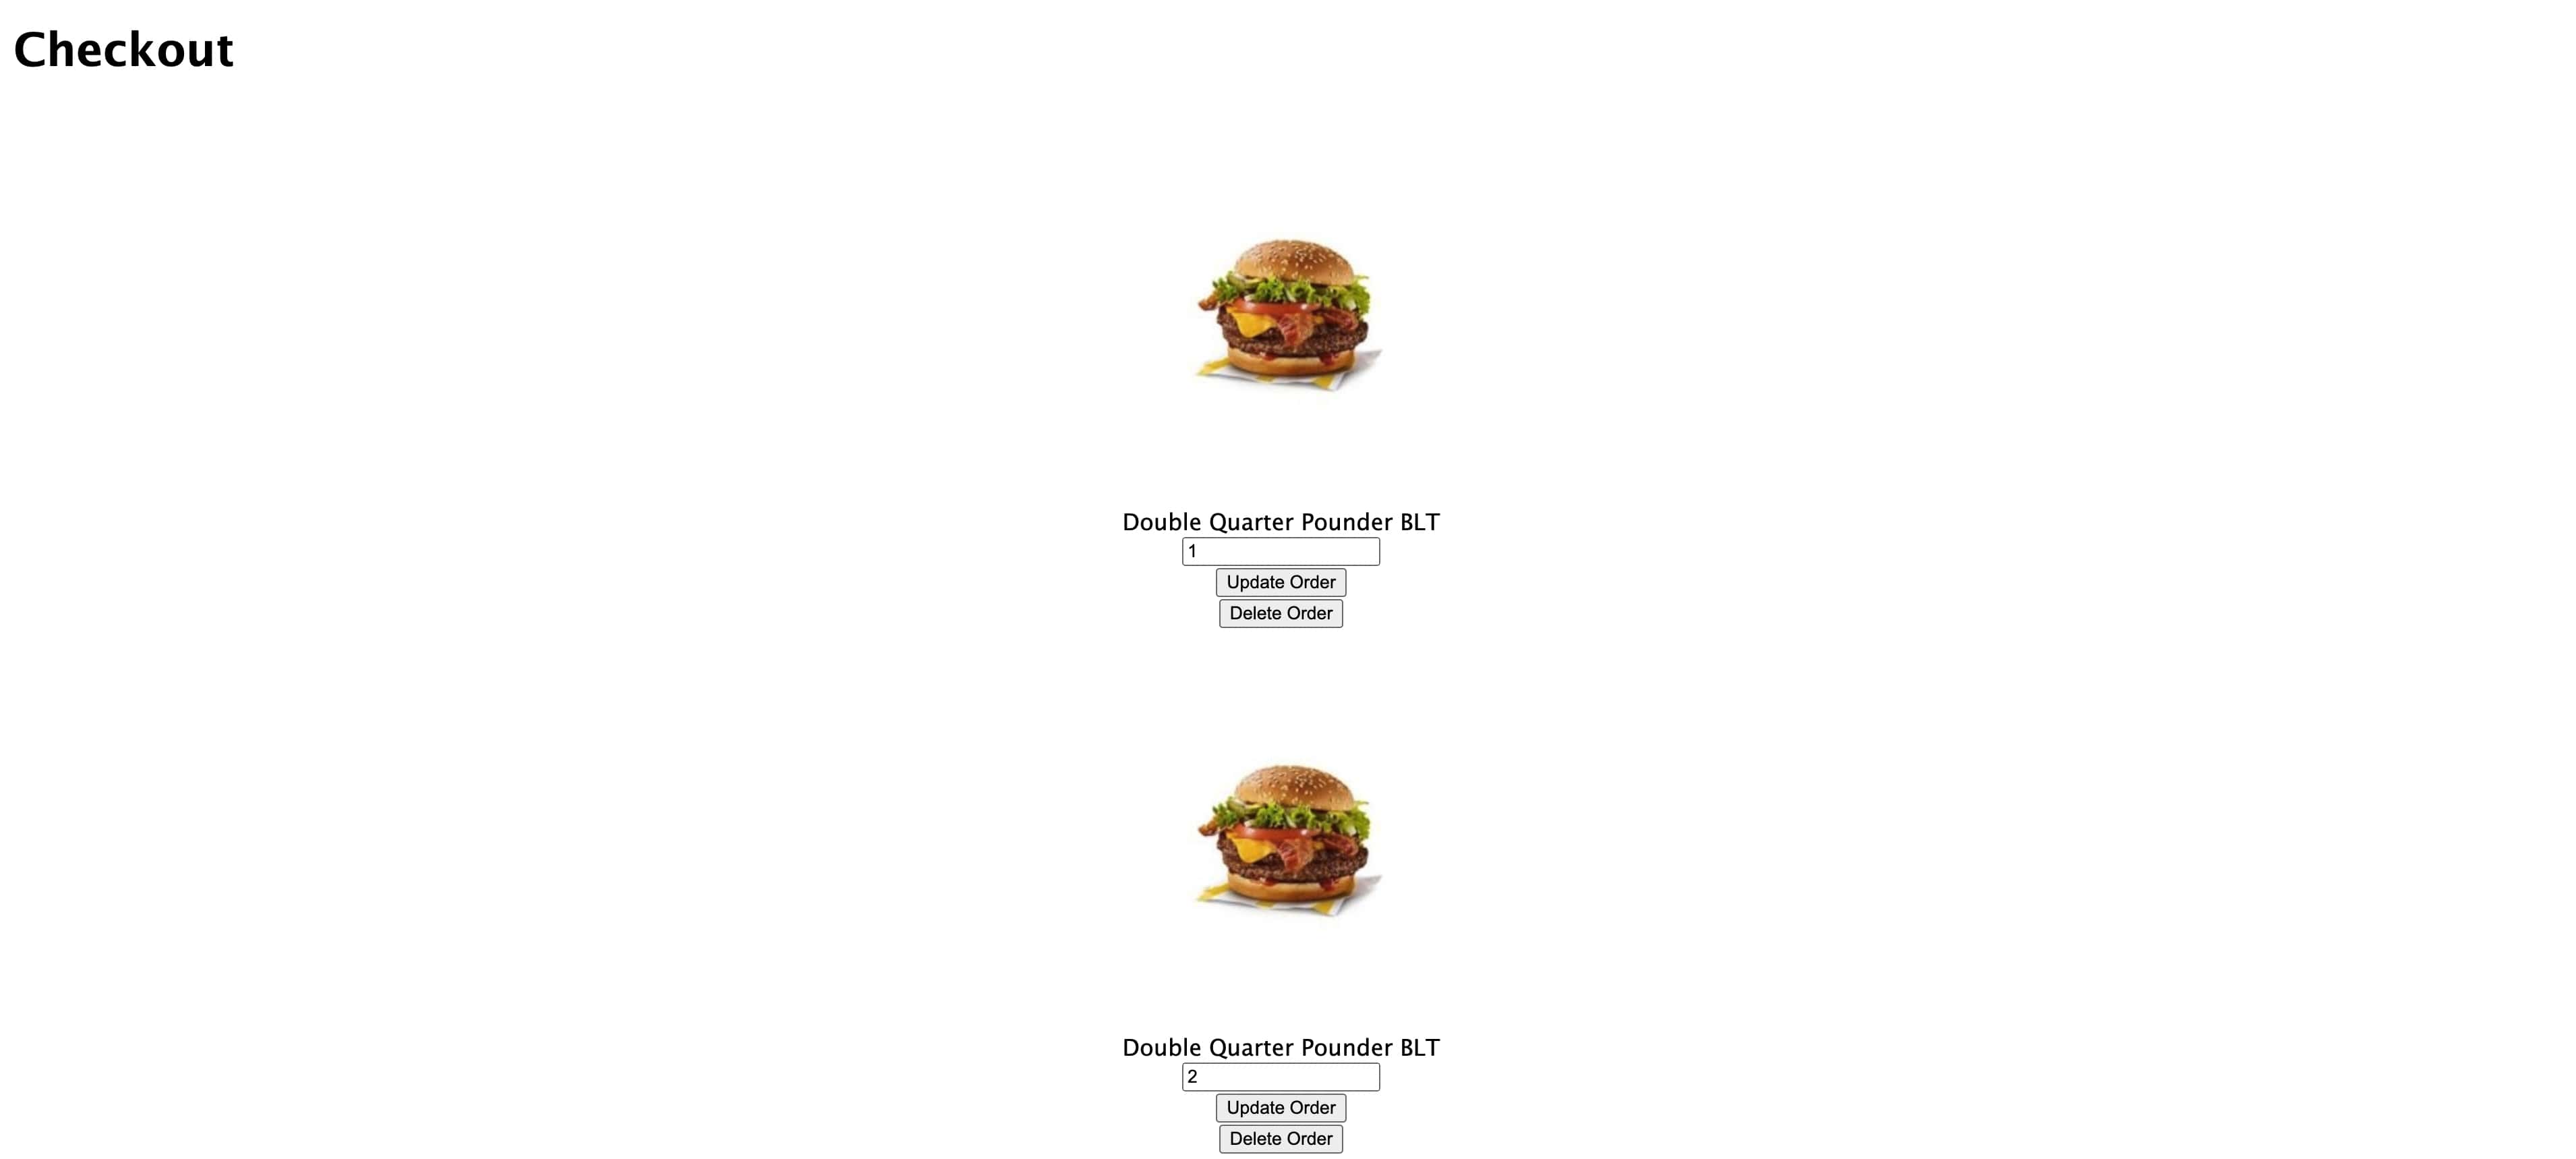 Checkout
Double Quarter Pounder BLT
1
Update Order
Delete Order
Double Quarter Pounder BLT
2
Update Order
Delete Order